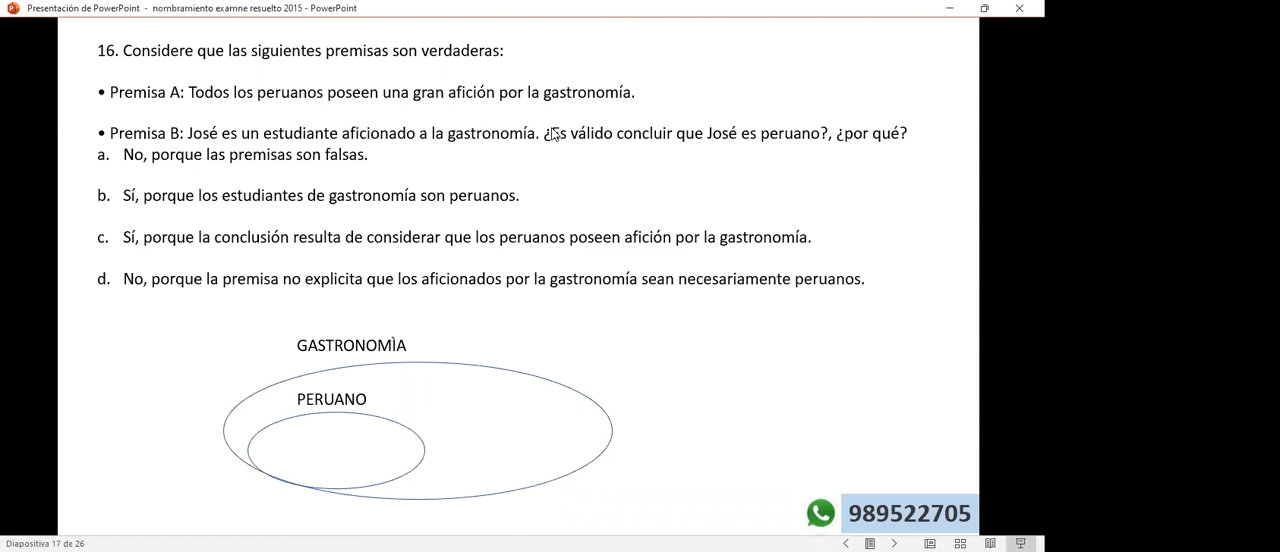 Presentación de PowerPoint - nombramiento examne resuelto 2015 - PowerPoint
16. Considere que las siguientes premisas son verdaderas:
• Premisa A: Todos los peruanos poseen una gran afición por la gastronomía.
• Premisa B: José es un estudiante aficionado a la gastronomía. ¿Es válido concluir que José es peruano?, ¿por qué?
a. No, porque las premisas son falsas.
b. Sí, porque los estudiantes de gastronomía son peruanos.
c. Sí, porque la conclusión resulta de considerar que los peruanos poseen afición por la gastronomía.
d. No, porque la premisa no explicita que los aficionados por la gastronomía sean necesariamente peruanos.
GASTRONOMÌA
PERUANO
989522705
Diapositiva 17 de 26